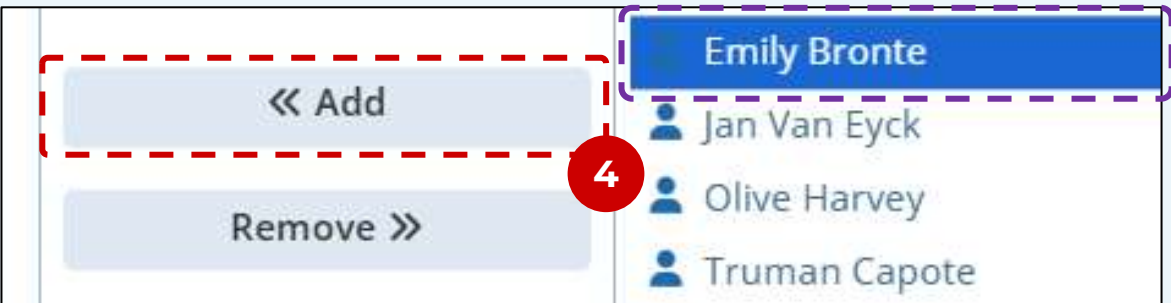 « Add
4
Remove »
Emily Bronte
Jan Van Eyck
Olive Harvey
Truman Capote